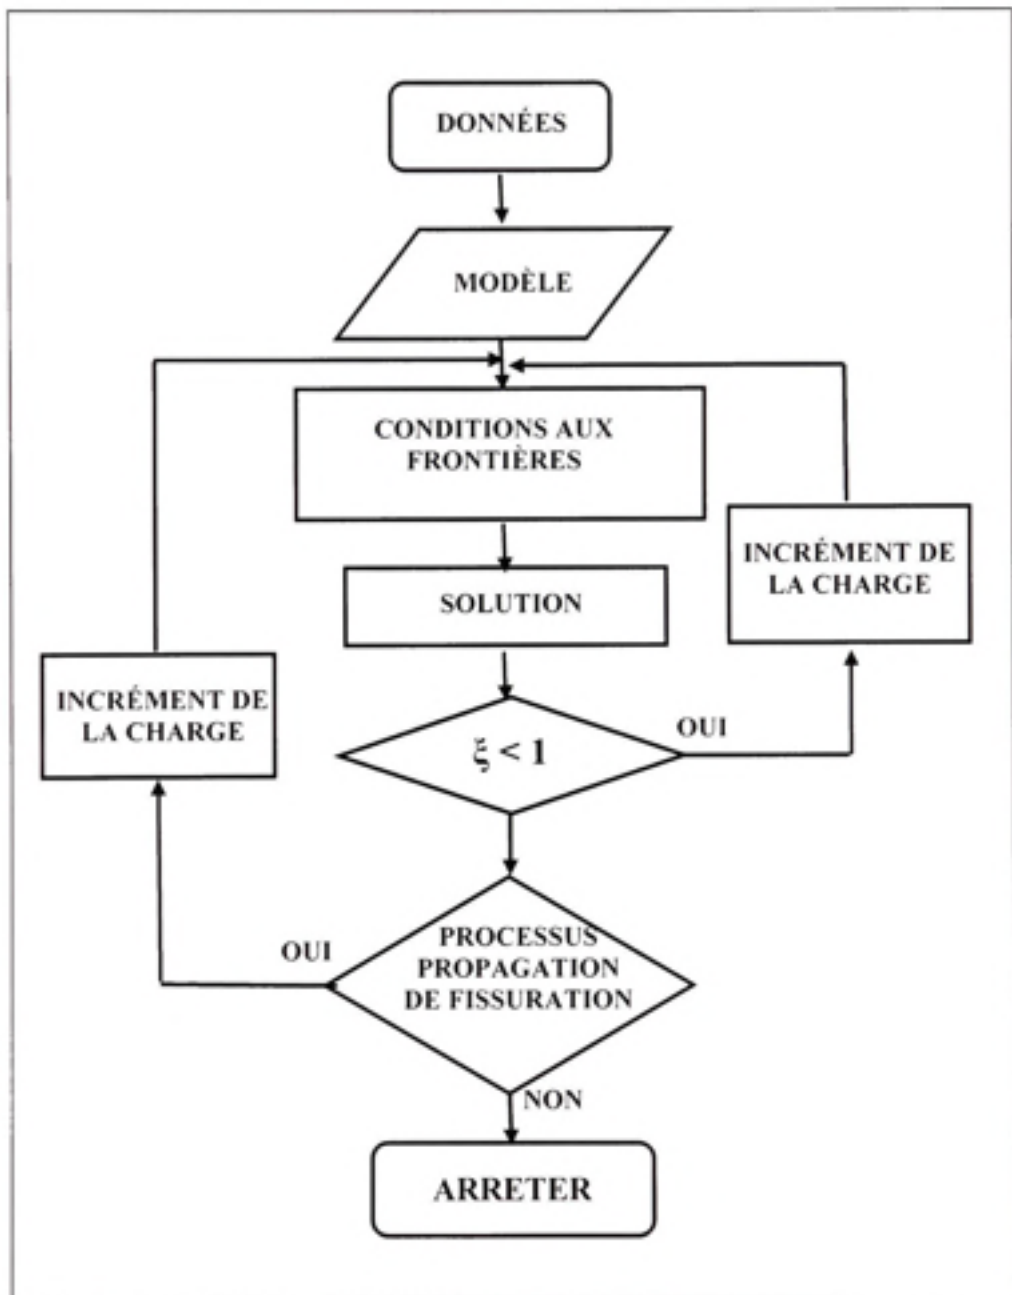 DONNÉES
MODÈLE
CONDITIONS AUX
FRONTIÈRES
INCRÉMENT DE
LA CHARGE
SOLUTION
INCRÉMENT DE
LA CHARGE
OUI
ξ < 1
OUI
PROCESSUS
PROPAGATION
DE FISSURATION
NON
ARRETER